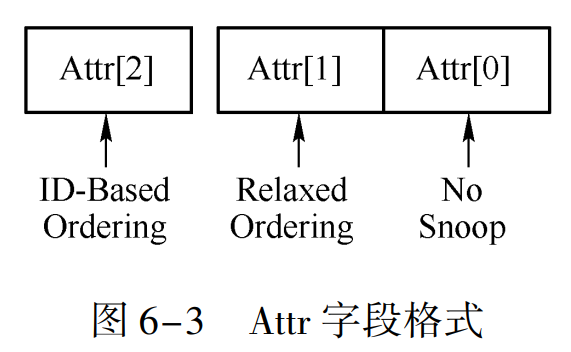 Attr[2] Attr[1] Attr[0]
ID-Based Relaxed No
Ordering Ordering Snoop
图 6-3 Attr 字段格式